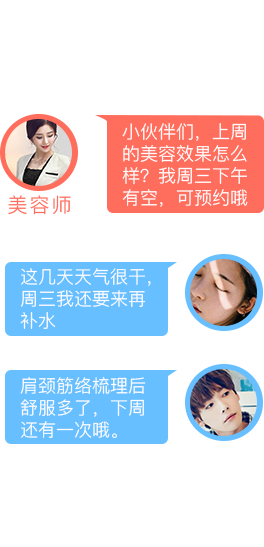 小伙伴们，上周
的美容效果怎么
样？我周三下午
有空，可预约哦
美容师
这几天天气很干，
周三我还要来再
补水
肩颈筋络梳理后
舒服多了，下周
还有一次哦。